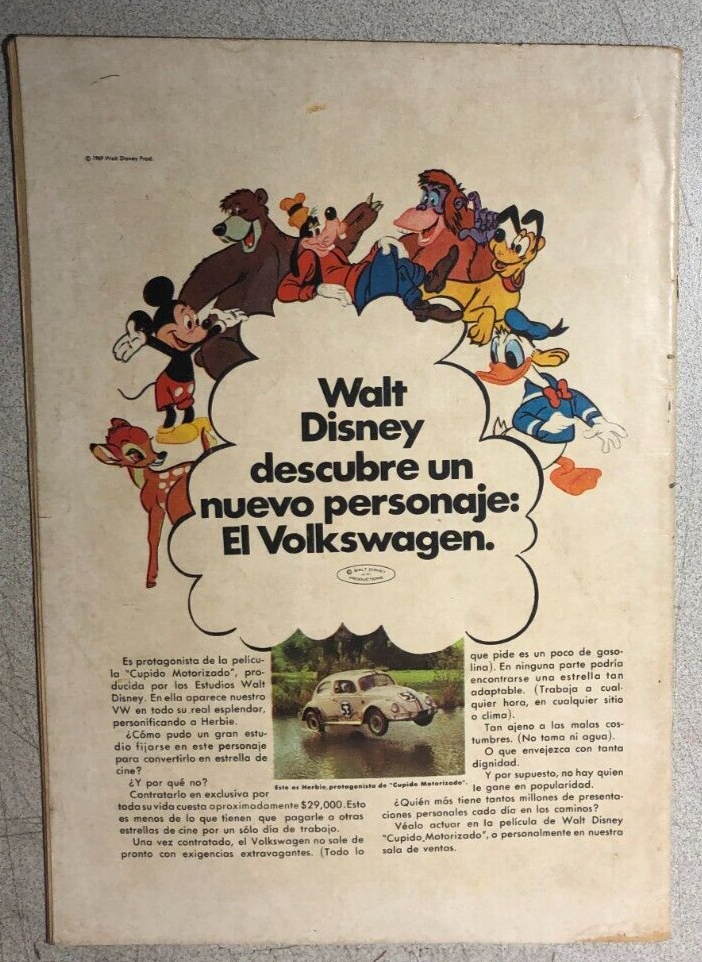 © 1969 Walt Disney Prod.
Walt
Disney
descubre un
nuevo personaje:
El Volkswagen.
© WALT DISNEY
PRODUCTIONS
Es protagonista de la pelícu-
la "Cupido Motorizado", pro-
ducida por los Estudios Walt
Disney. En ella aparece nuestro
VW en todo su real esplendor,
personificando a Herbie.
¿Cómo pudo un gran estu-
dio fijarse en este personaje
para convertirlo en estrella de
cine?
¿Y por qué no?
Contratarlo en exclusiva por
toda su vida cuesta aproximadamente $29,000. Esto
es menos de lo que tienen que pagarle a otras
estrellas de cine por un sólo día de trabajo.
Una vez contratado, el Volkswagen no sale de
pronto con exigencias extravagantes. (Todo lo
53
53
Este es Herbie, protagonista de "Cupido Motorizado".
que pide es un poco de gaso-
lina). En ninguna parte podría
encontrarse una estrella tan
adaptable. (Trabaja a cual-
quier hora, en cualquier sitio
o clima).
Tan ajeno a las malas cos-
tumbres. (No toma ni agua).
O que envejezca con tanta
dignidad.
Y por supuesto, no hay quien
le gane en popularidad.
¿Quién más tiene tantos millones de presenta-
ciones personales cada día en los caminos?
Véalo actuar en la película de Walt Disney
"Cupido Motorizado", o personalmente en nuestra
sala de ventas.